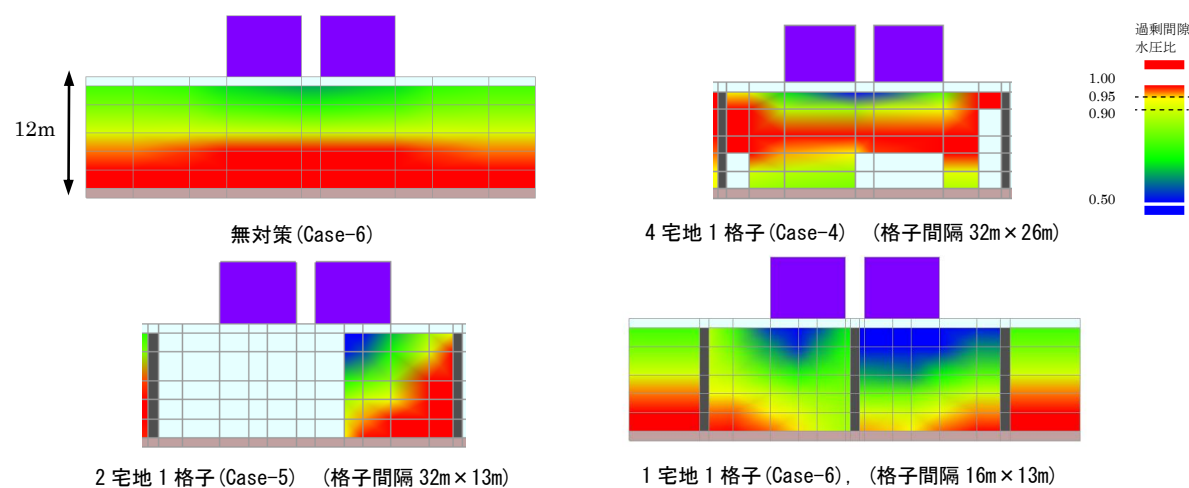 12m
無対策(Case-6)
過剰間隙
水圧比
1.00
0.95
0.90
0.50
4 宅地 1 格子(Case-4) (格子間隔 32m×26m)
2 宅地 1 格子(Case-5) (格子間隔 32m×13m)
1 宅地 1 格子(Case-6), (格子間隔 16m×13m)